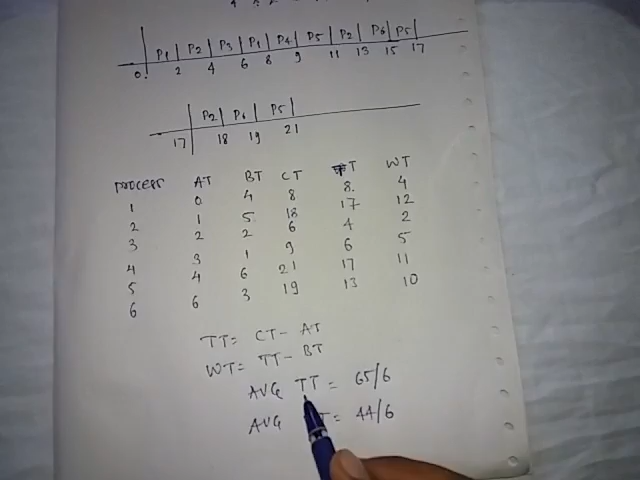 P1 P2 P3 P1 P4 P5 P2 P6 P5
0 2 4 6 8 9 11 13 15 17
P2 P6 P5
17 18 19 21
PROCESS AT BT CT TT WT
1 0 4 8 8 4
2 1 5 18 17 12
3 2 2 6 4 2
4 3 1 9 6 5
5 4 6 21 17 11
6 6 3 19 13 10
TT = CT - AT
WT = TT - BT
AVG TT = 65/6
AVG T = 44/6